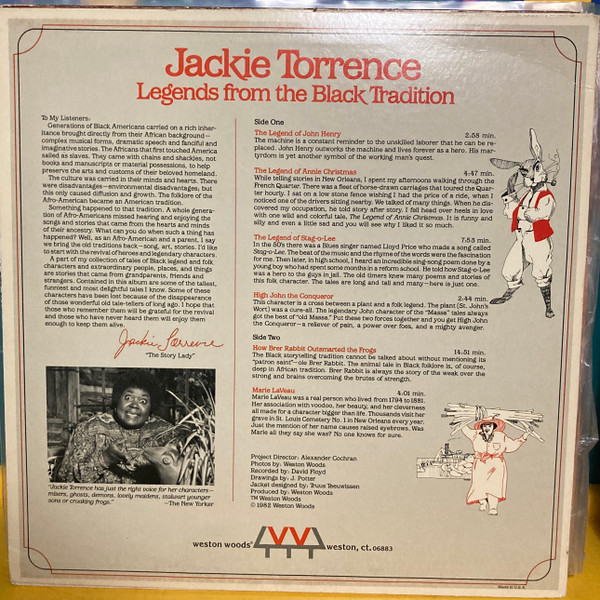 Jackie Torrence
Legends from the Black Tradition
To My Listeners:
Generations of Black Americans carried on a rich inher-
itance brought directly from their African background—
complex musical forms, dramatic speech and fanciful and
imaginative stories. The Africans that first touched America
sailed as slaves. They came with chains and shackles, not
books and manuscripts or material possessions, to help
preserve the arts and customs of their beloved homeland.
The culture was carried in their minds and hearts. There
were disadvantages—environmental disadvantages; but
this only caused diffusion and growth. The folklore of the
Afro-American became an American tradition.
Something happened to that tradition. A whole genera-
tion of Afro-Americans missed hearing and enjoying the
songs and stories that came from the hearts and minds
of their ancestry. What can you do when such a thing has
happened? Well, as an Afro-American and a parent, I say
we bring the old traditions back—song, art, stories. I'd like
to start with the revival of heroes and legendary characters.
A part of my collection of tales of Black legend and folk
characters and extraordinary people, places, and things
are stories that came from grandparents, friends and
strangers. Contained in this album are some of the tallest,
funniest and most delightful tales I know. Some of these
characters have been lost because of the disappearance
of those wonderful old tale-tellers of long ago. I hope that
those who remember them will be grateful for the revival
and those who have never heard them will enjoy them
enough to keep them alive.
Jackie Torrence
"The Story Lady"
"Jackie Torrence has just the right voice for her characters—
misers, ghosts, demons, lovely maidens, stalwart younger
sons or croaking frogs."
—The New Yorker
Side One
The Legend of John Henry 2:58 min.
The machine is a constant reminder to the unskilled laborer that he can be re-
placed. John Henry outworks the machine and lives forever as a hero. His mar-
tyrdom is yet another symbol of the working man's quest.
The Legend of Annie Christmas 4:47 min.
While telling stories in New Orleans, I spent my afternoons walking through the
French Quarter. There was a fleet of horse-drawn carriages that toured the Quar-
ter hourly. I sat on a low stone fence wishing I had the price of a ride, when I
noticed one of the drivers sitting nearby. We talked of many things. When he dis-
covered my occupation, he told story after story. I fell head over heels in love
with one wild and colorful tale, The Legend of Annie Christmas. It is funny and
silly and even a little sad and you will see why I liked it so much.
The Legend of Stag-o-Lee 7:53 min.
In the 50's there was a Blues singer named Lloyd Price who made a song called
Stag-o-Lee. The beat of the music and the rhyme of the words were the fascination
for me. Then later, in high school, I heard an incredible sing-song poem done by a
young boy who had spent some months in a reform school. He told how Stag-o-Lee
was a hero to the guys in jail. The old timers knew many poems and stories of
this folk character. The tales are long and tall and many—here is just one.
High John the Conqueror 2:44 min.
This character is a cross between a plant and a folk legend. The plant (St. John's
Wort) was a cure-all. The legendary John character of the "Massa" tales always
got the best of "old Massa." Put these two forces together and you get High John
the Conqueror—a reliever of pain, a power over foes, and a mighty avenger.
Side Two
How Brer Rabbit Outsmarted the Frogs 14:51 min.
The Black storytelling tradition cannot be talked about without mentioning its
"patron saint"—ole Brer Rabbit. The animal tale in Black folklore is, of course,
deep in African tradition. Brer Rabbit is always the story of the weak over the
strong and brains overcoming the brutes of strength.
Marie LaVeau 4:01 min.
Marie LaVeau was a real person who lived from 1794 to 1881.
Her association with voodoo, her beauty, and her cleverness
all made for a character bigger than life. Thousands visit her
grave in St. Louis Cemetery No. 1 in New Orleans every year.
Just the mention of her name causes raised eyebrows. Was
Marie all they say she was? No one knows for sure.
Project Director: Alexander Cochran
Photos by: Weston Woods
Recorded by: David Floyd
Drawings by: J. Potter
Jacket designed by: Truus Teeuwissen
Produced by: Weston Woods
TM Weston Woods
© 1982 Weston Woods
weston woods® weston, ct. 06883
Made in U.S.A.